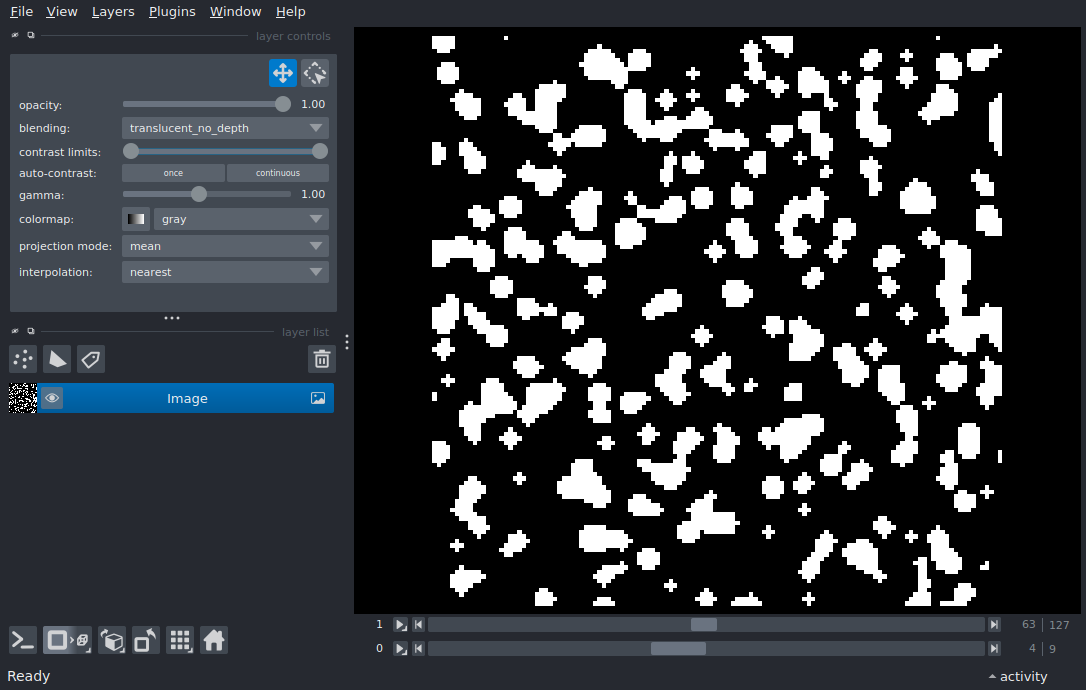 File View Layers Plugins Window Help
layer controls
opacity: 1.00
blending: translucent_no_depth
contrast limits:
auto-contrast: once continuous
gamma: 1.00
colormap: gray
projection mode: mean
interpolation: nearest
layer list
Image
1 63 | 127
0 4 | 9
Ready activity